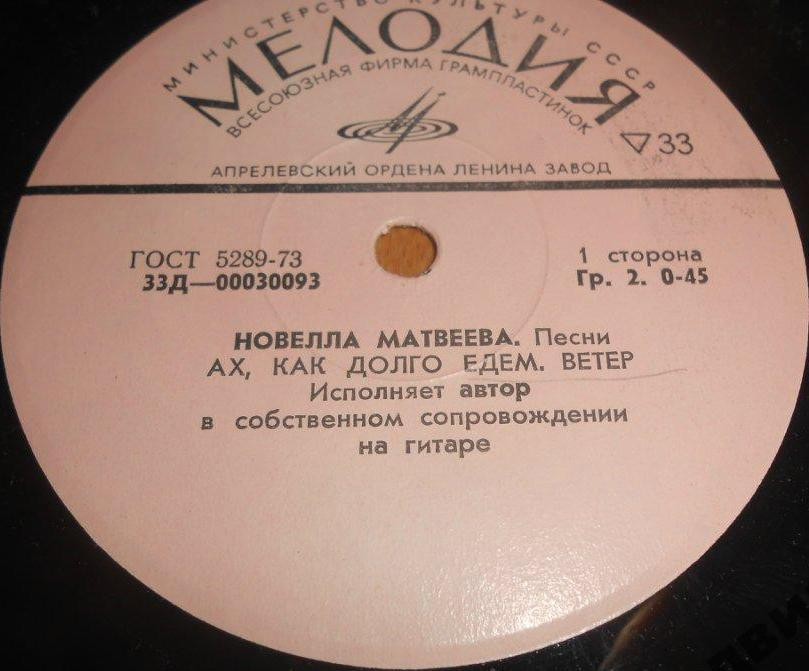 МИНИСТЕРСТВО КУЛЬТУРЫ СССР
МЕЛОДИЯ
ВСЕСОЮЗНАЯ ФИРМА ГРАМПЛАСТИНОК
33
АПРЕЛЕВСКИЙ ОРДЕНА ЛЕНИНА ЗАВОД
ГОСТ 5289-73
1 сторона
33Д—00030093
Гр. 2. 0-45
НОВЕЛЛА МАТВЕЕВА. Песни
АХ, КАК ДОЛГО ЕДЕМ. ВЕТЕР
Исполняет автор
в собственном сопровождении
на гитаре